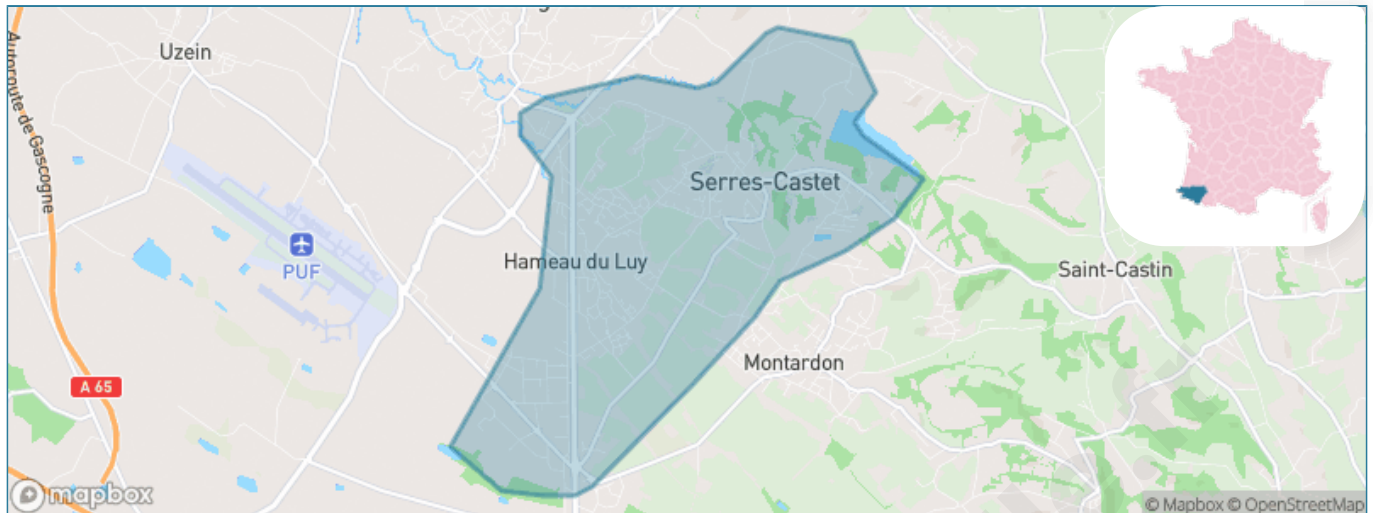 Uzein
Autoroute de Gascogne
Serres-Castet
PUF
Hameau du Luy
Saint-Castin
Montardon
A 65
mapbox
© Mapbox © OpenStreetMap